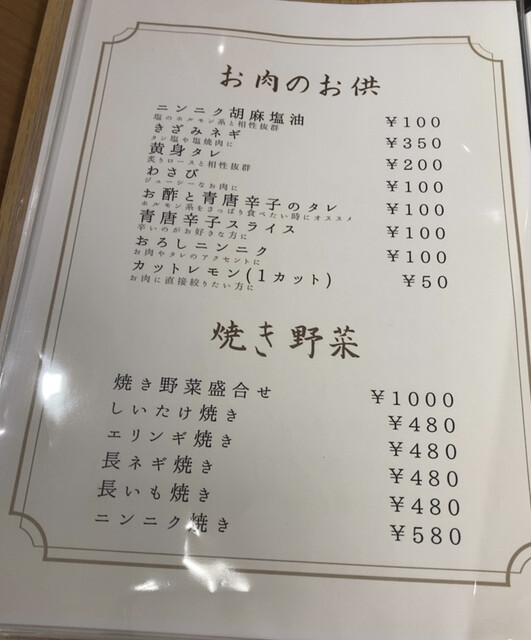 お肉のお供
ニンニク胡麻塩油 ¥100
塩のホルモン系と相性抜群
きざみネギ ¥350
タン塩や塩焼肉に
黄身タレ ¥200
炙りロースと相性抜群
わさび ¥100
ジューシーなお肉に
お酢と青唐辛子のタレ ¥100
ホルモン系をさっぱり食べたい時にオススメ
青唐辛子スライス ¥100
辛いのがお好きな方に
おろしニンニク ¥100
お肉やタレのアクセントに
カットレモン(1カット) ¥50
お肉に直接絞りたい方に
焼き野菜
焼き野菜盛合せ ¥1000
しいたけ焼き ¥480
エリンギ焼き ¥480
長ネギ焼き ¥480
長いも焼き ¥480
ニンニク焼き ¥580